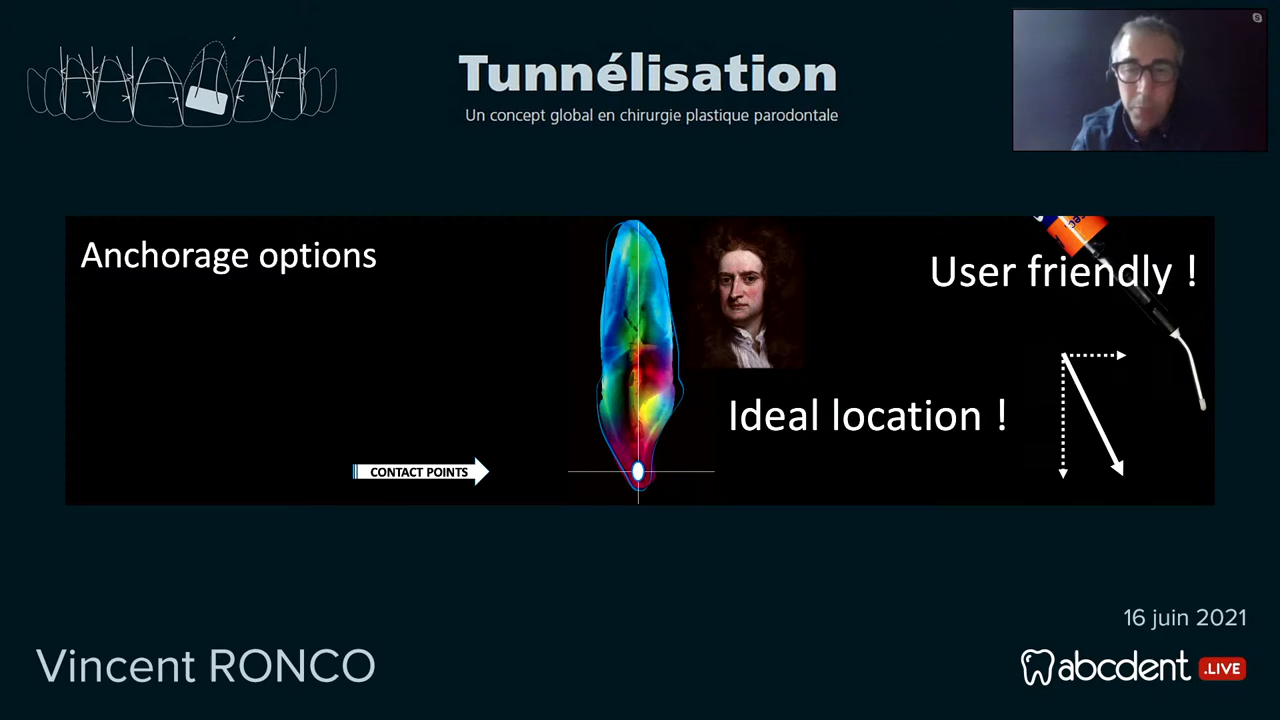 Tunnélisation
Un concept global en chirurgie plastique parodontale
Anchorage options
User friendly !
Ideal location !
CONTACT POINTS
16 juin 2021
Vincent RONCO
abcdent .LIVE